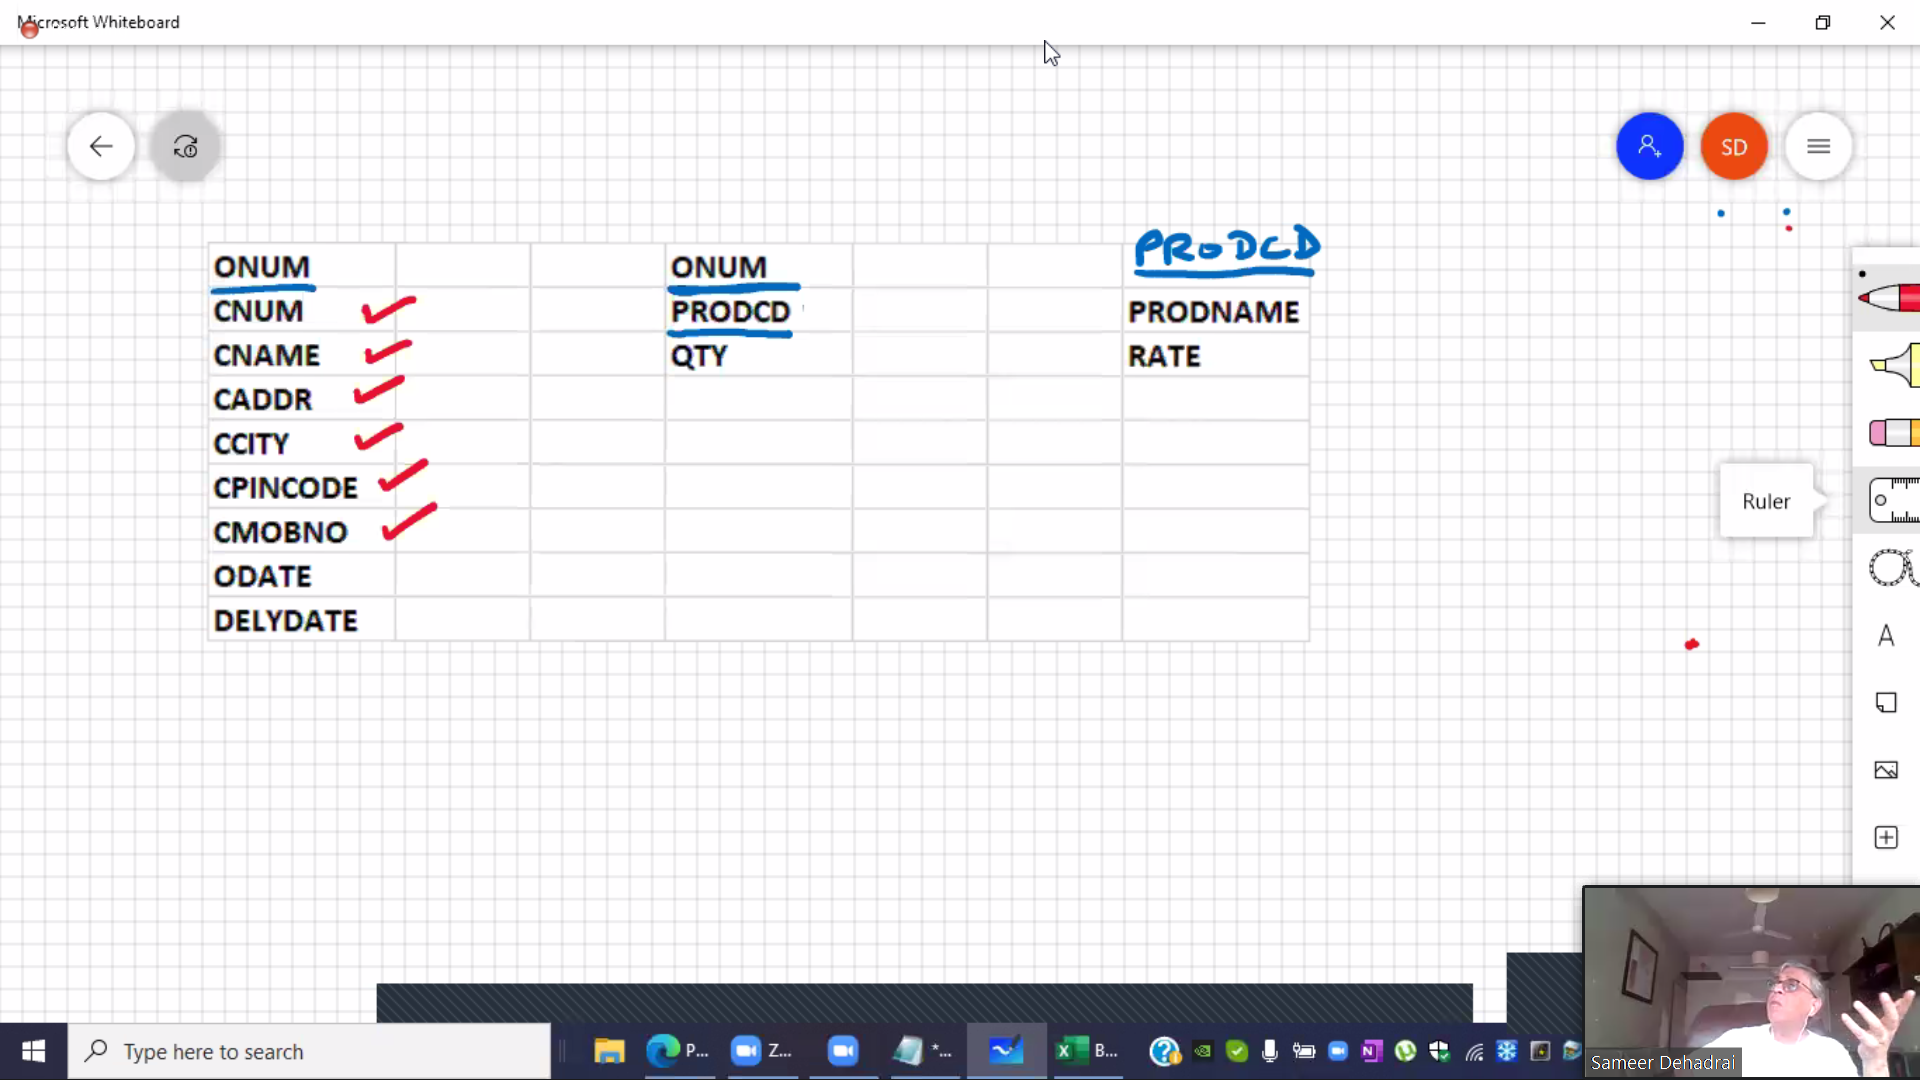 Microsoft Whiteboard
SD
PRODCD
ONUM ONUM
CNUM PRODCD PRODNAME
CNAME QTY RATE
CADDR
CCITY
CPINCODE
CMOBNO
ODATE
DELYDATE
Ruler
A
Type here to search
P...
Z...
*...
B...
Sameer Dehadrai